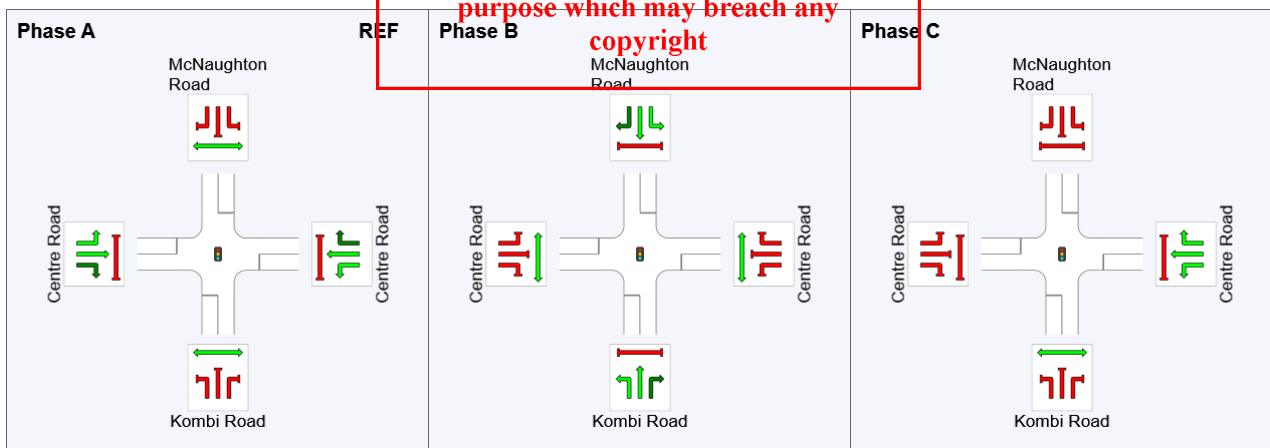 purpose which may breach any
copyright
Phase A
REF
McNaughton
Road
Centre Road
Centre Road
Kombi Road
Phase B
McNaughton
Road
Centre Road
Centre Road
Kombi Road
Phase C
McNaughton
Road
Centre Road
Centre Road
Kombi Road